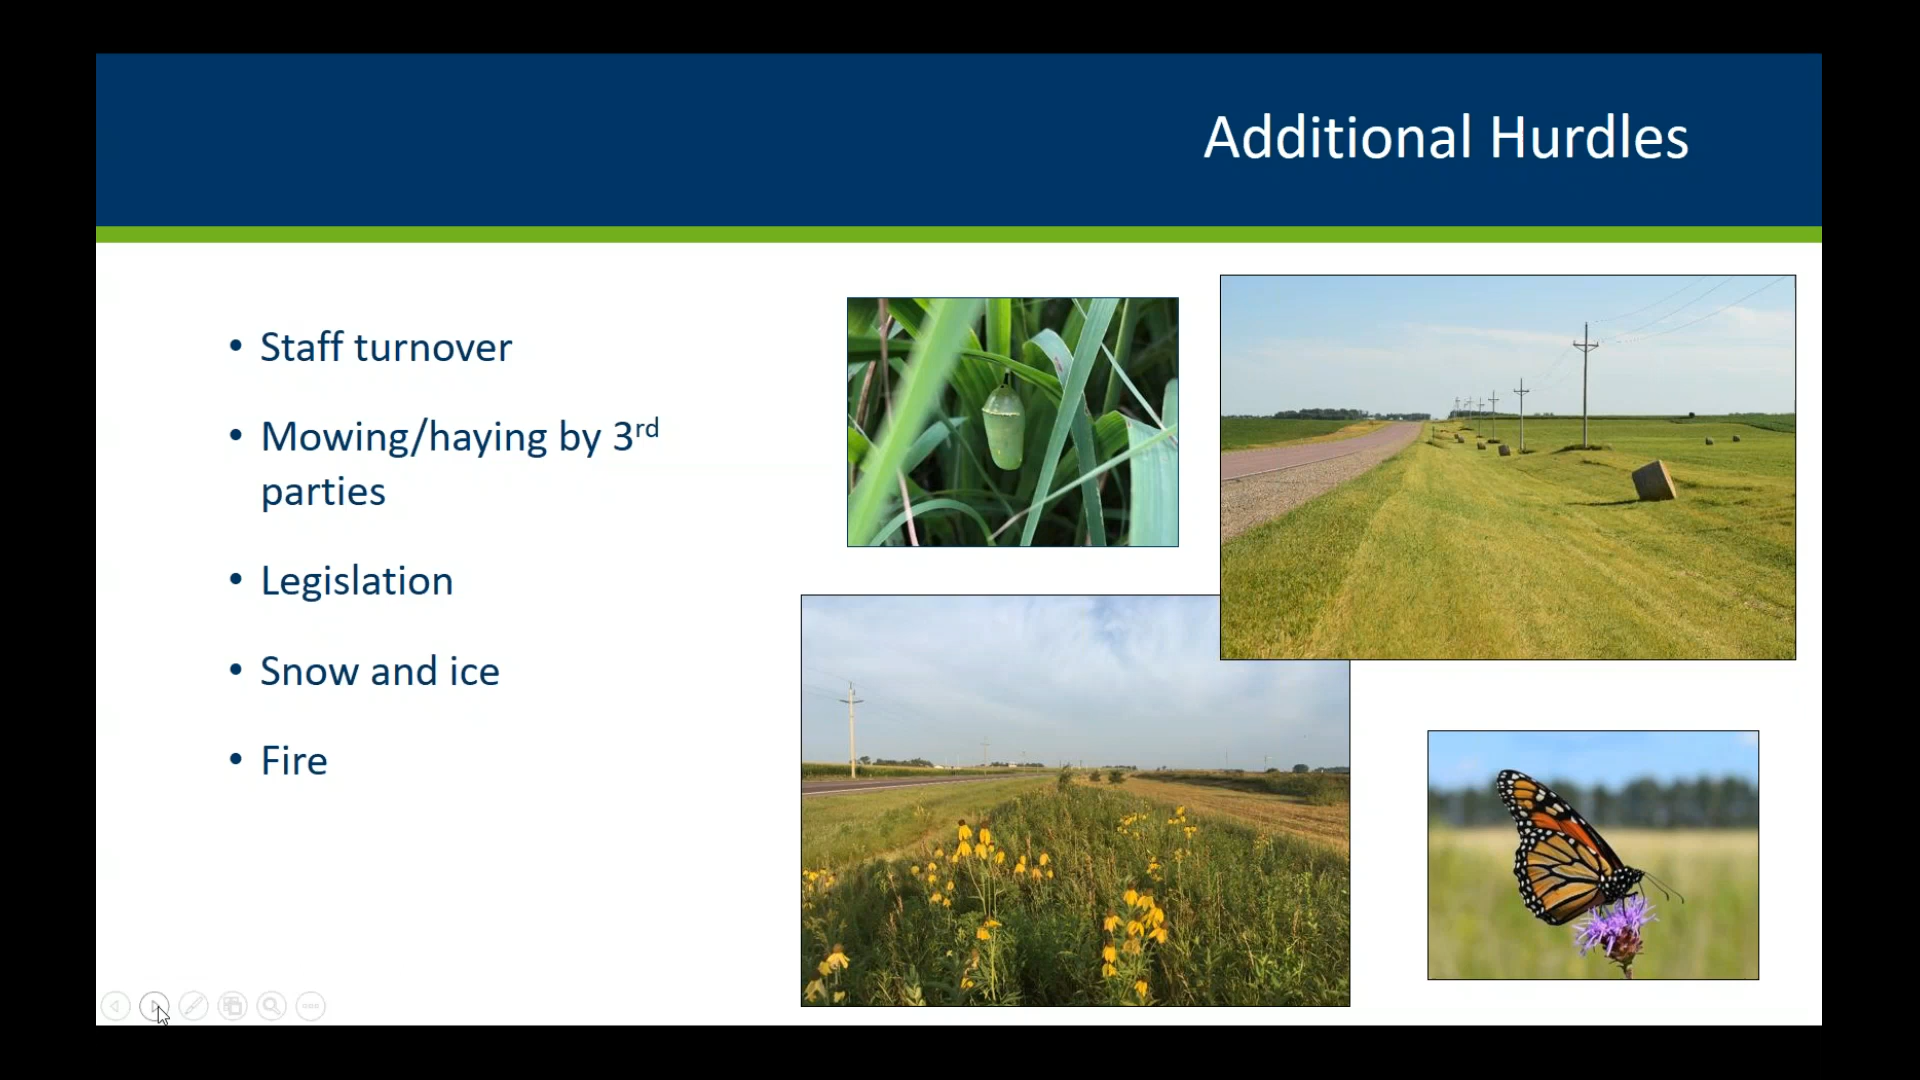 Additional Hurdles
• Staff turnover
• Mowing/haying by 3rd
parties
• Legislation
• Snow and ice
• Fire